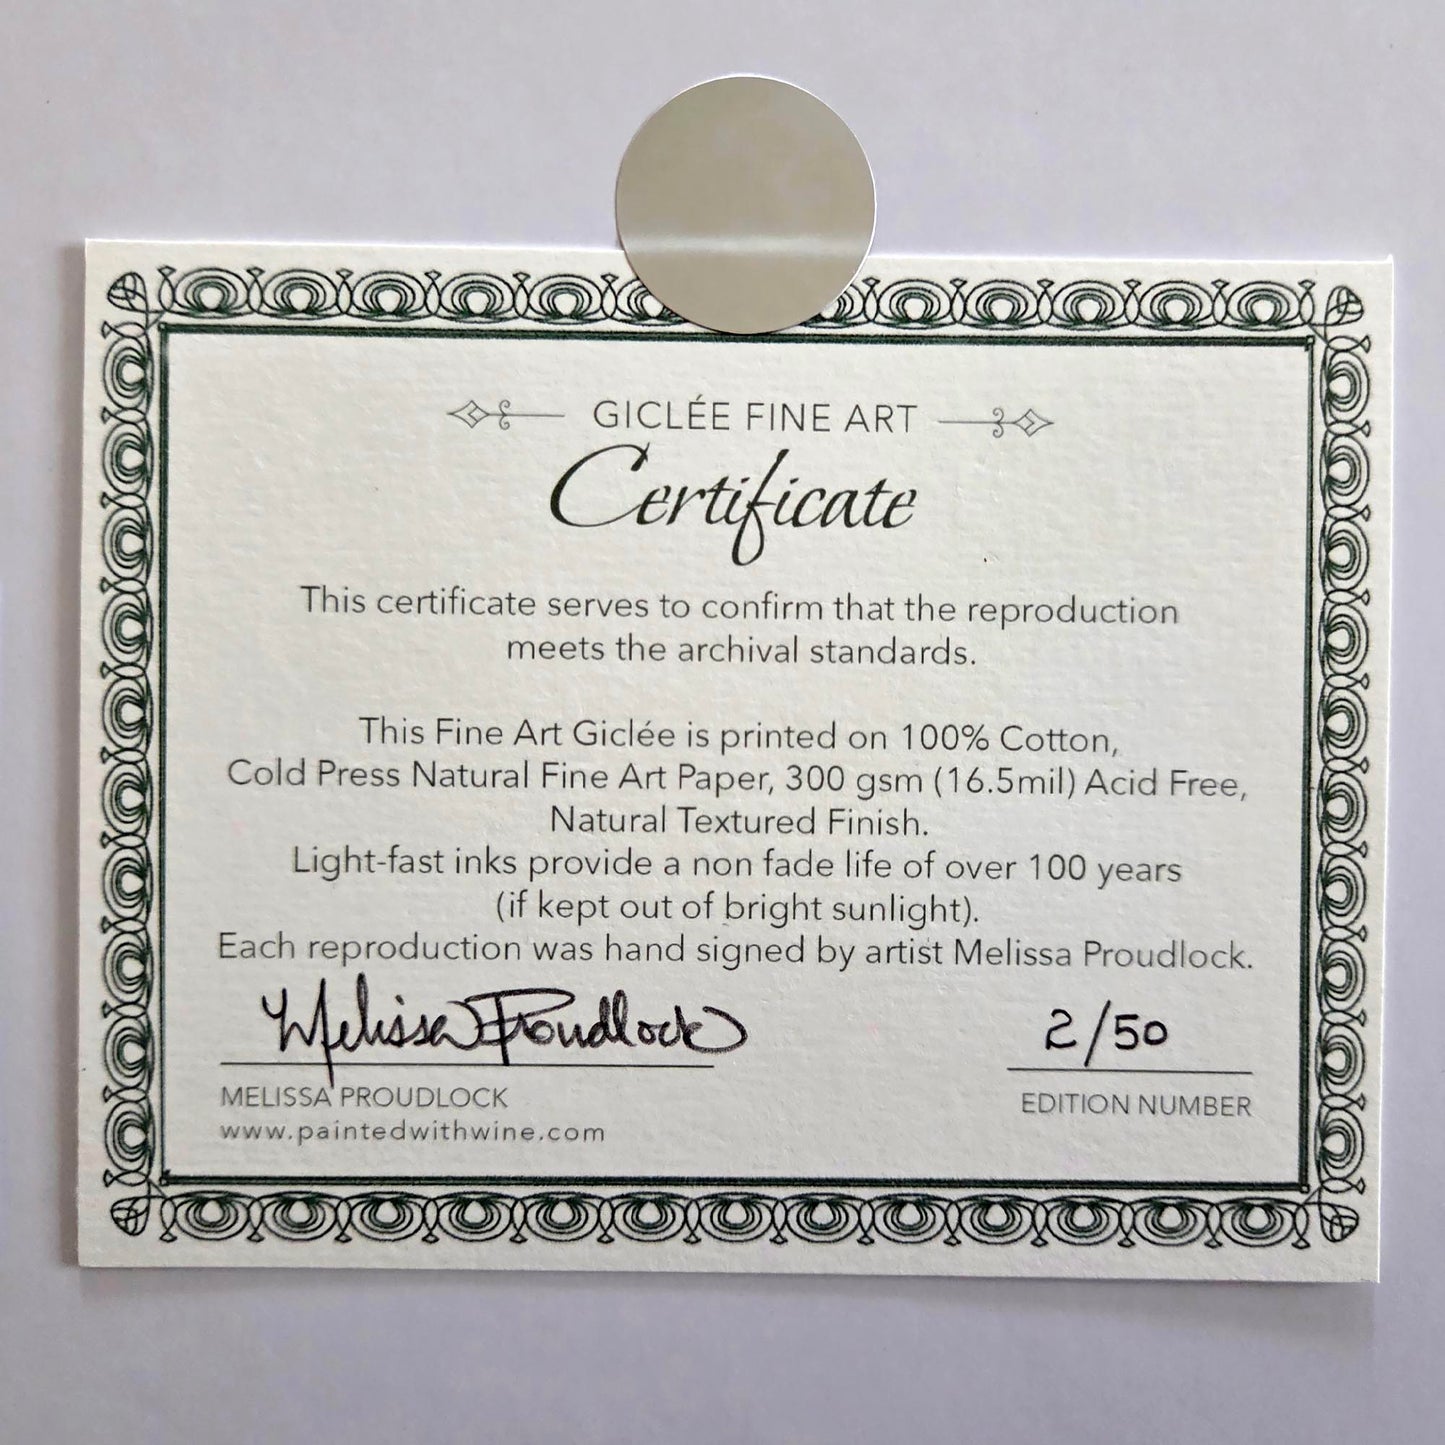 GICLÉE FINE ART
Certificate
This certificate serves to confirm that the reproduction
meets the archival standards.
This Fine Art Giclée is printed on 100% Cotton,
Cold Press Natural Fine Art Paper, 300 gsm (16.5mil) Acid Free,
Natural Textured Finish.
Light-fast inks provide a non fade life of over 100 years
(if kept out of bright sunlight).
Each reproduction was hand signed by artist Melissa Proudlock.
Melissa Proudlock 2/50
MELISSA PROUDLOCK EDITION NUMBER
www.paintedwithwine.com